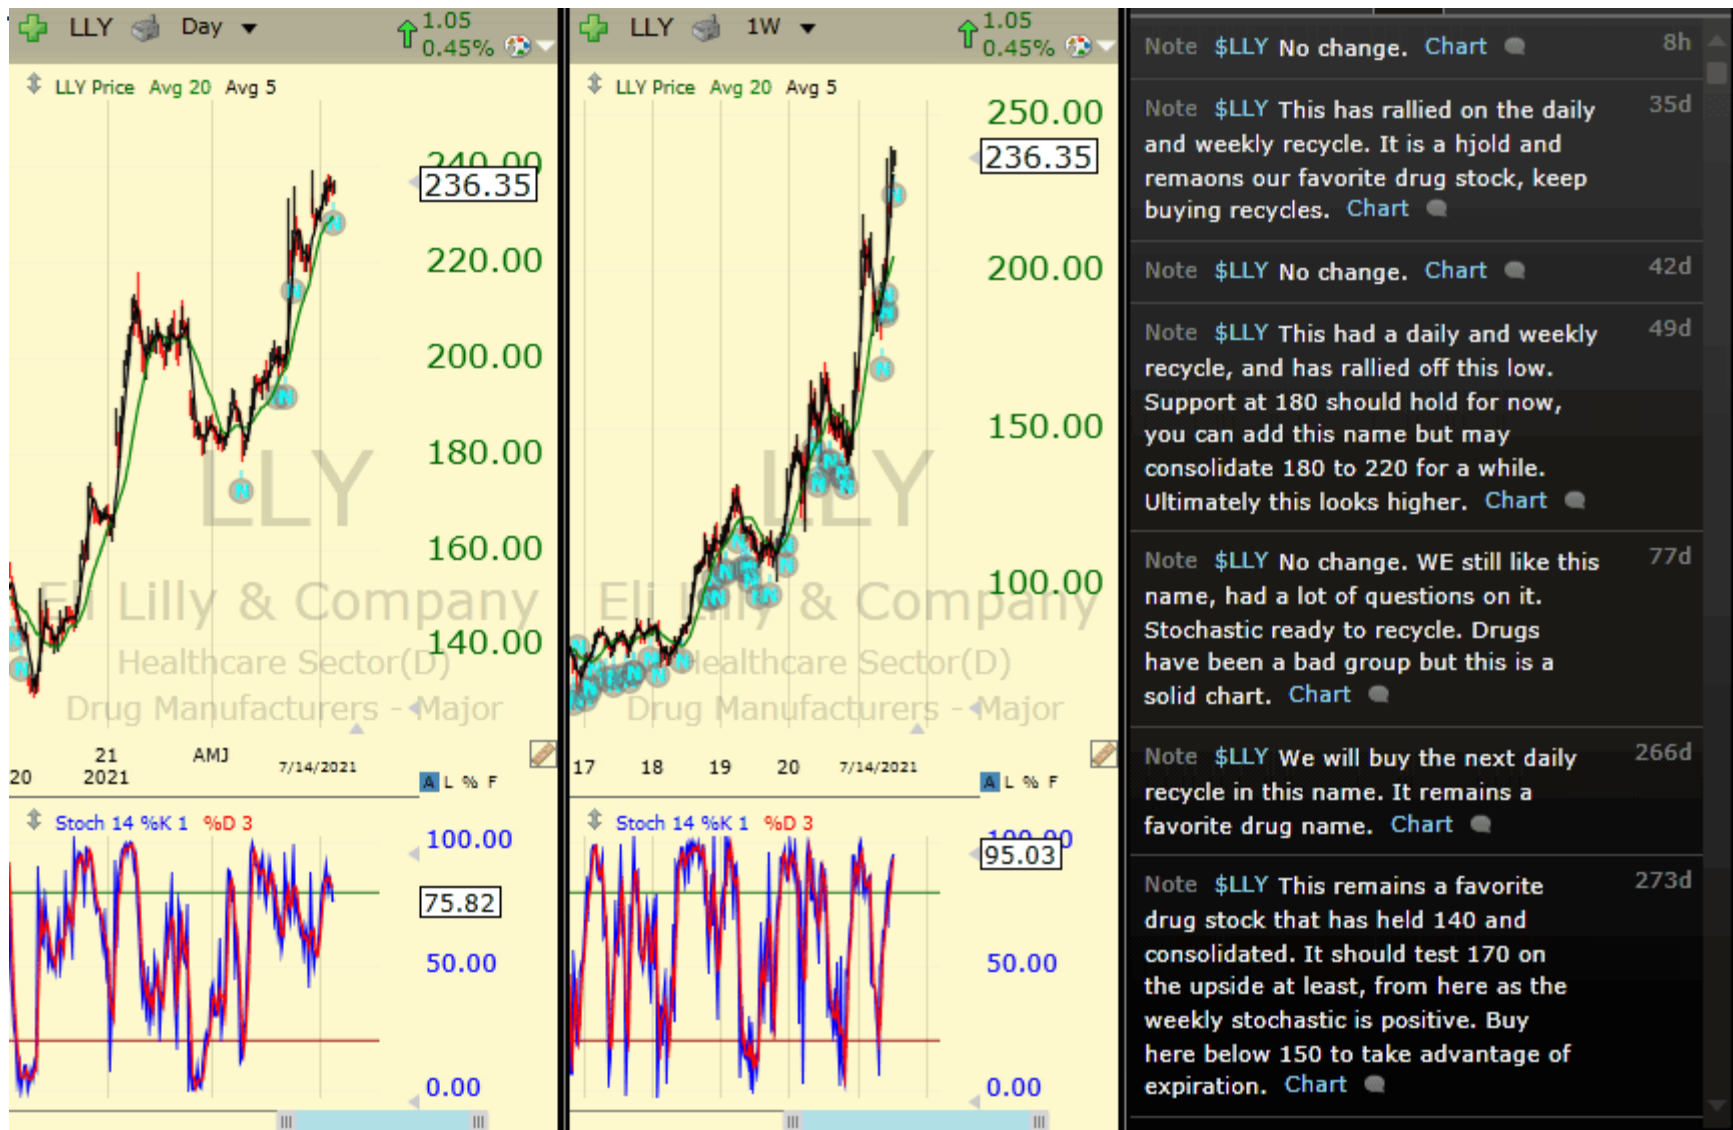 LLY Day 1.05
0.45%
LLY Price Avg 20 Avg 5
240.00
236.35
220.00
200.00
180.00
160.00
140.00
LLY
Eli Lilly & Company
Healthcare Sector(D)
Drug Manufacturers - Major
20 21 AMJ 7/14/2021
2021
A L % F
Stoch 14 %K 1 %D 3
100.00
75.82
50.00
0.00
LLY 1W 1.05
0.45%
LLY Price Avg 20 Avg 5
250.00
236.35
200.00
150.00
100.00
LLY
Eli Lilly & Company
Healthcare Sector(D)
Drug Manufacturers - Major
17 18 19 20 7/14/2021
A L % F
Stoch 14 %K 1 %D 3
100.00
95.03
50.00
0.00
Note $LLY No change. Chart 8h
Note $LLY This has rallied on the daily 35d
and weekly recycle. It is a hjold and
remaons our favorite drug stock, keep
buying recycles. Chart
Note $LLY No change. Chart 42d
Note $LLY This had a daily and weekly 49d
recycle, and has rallied off this low.
Support at 180 should hold for now,
you can add this name but may
consolidate 180 to 220 for a while.
Ultimately this looks higher. Chart
Note $LLY No change. WE still like this 77d
name, had a lot of questions on it.
Stochastic ready to recycle. Drugs
have been a bad group but this is a
solid chart. Chart
Note $LLY We will buy the next daily 266d
recycle in this name. It remains a
favorite drug name. Chart
Note $LLY This remains a favorite 273d
drug stock that has held 140 and
consolidated. It should test 170 on
the upside at least, from here as the
weekly stochastic is positive. Buy
here below 150 to take advantage of
expiration. Chart